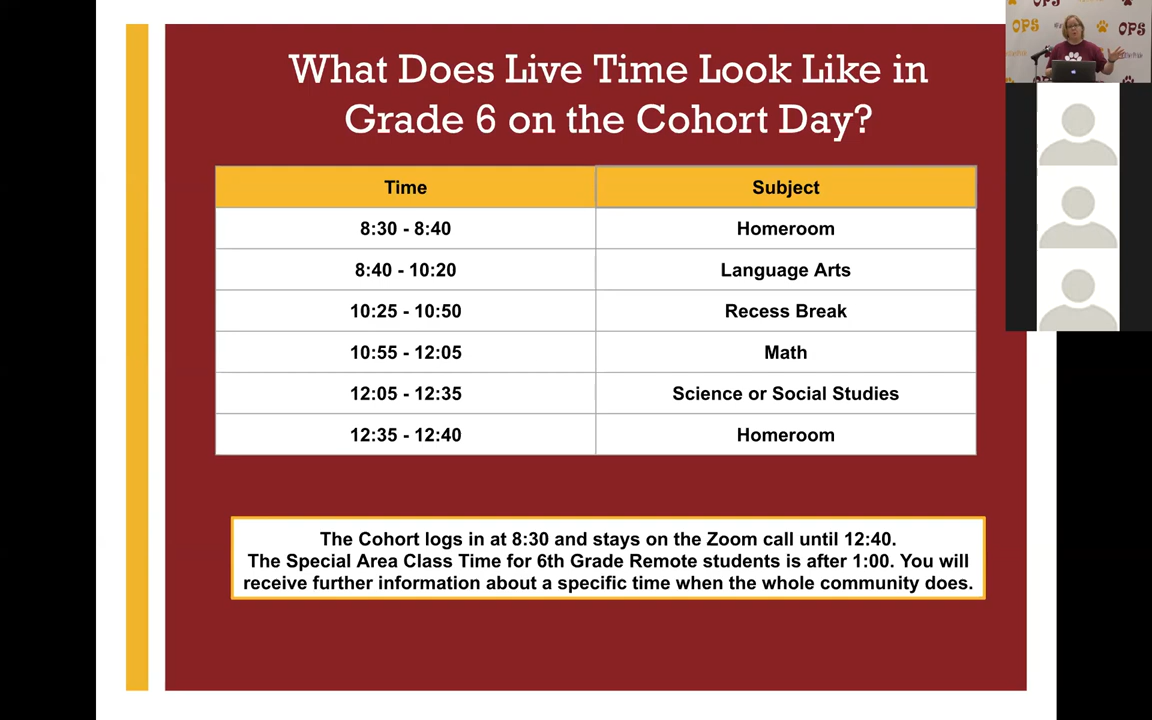 What Does Live Time Look Like in
Grade 6 on the Cohort Day?
Time Subject
8:30 - 8:40 Homeroom
8:40 - 10:20 Language Arts
10:25 - 10:50 Recess Break
10:55 - 12:05 Math
12:05 - 12:35 Science or Social Studies
12:35 - 12:40 Homeroom
The Cohort logs in at 8:30 and stays on the Zoom call until 12:40.
The Special Area Class Time for 6th Grade Remote students is after 1:00. You will
receive further information about a specific time when the whole community does.
OPS
OPS